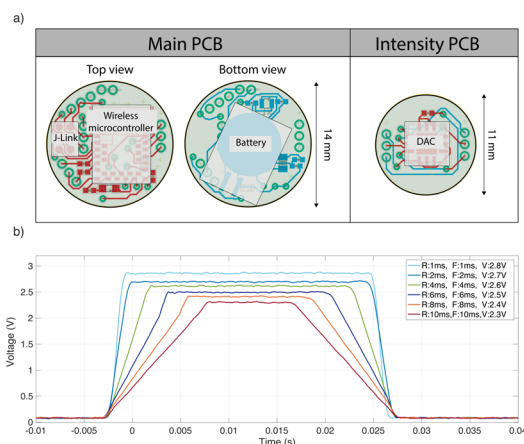 a)
Main PCB
Intensity PCB
Top view
Bottom view
Wireless
microcontroller
J-Link
Battery
14 mm
DAC
11 mm
b)
R:1ms, F:1ms, V:2.8V
R:2ms, F:2ms, V:2.7V
R:4ms, F:4ms, V:2.6V
R:6ms, F:6ms, V:2.5V
R:8ms, F:8ms, V:2.4V
R:10ms,F:10ms,V:2.3V
Voltage (V)
3
2.5
2
1.5
1
0.5
0
-0.01
-0.005
0
0.005
0.01
0.015
0.02
0.025
0.03
0.035
0.04
Time (s)